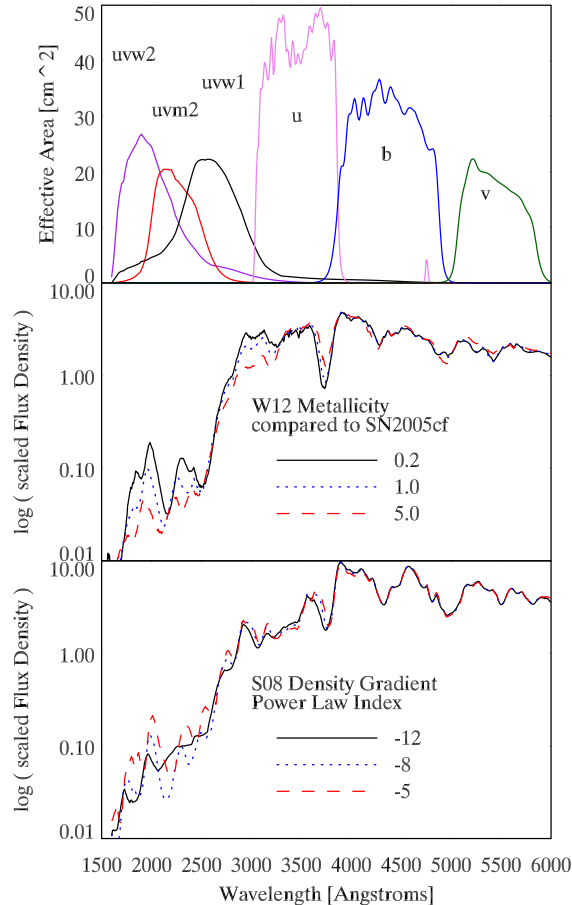 Effective Area [cm^2]
50
40
30
20
10
0
uvw2
uvm2
uvw1
u
b
v
log ( scaled Flux Density )
10.00
1.00
0.10
0.01
W12 Metallicity
compared to SN2005cf
0.2
1.0
5.0
log ( scaled Flux Density )
10.00
1.00
0.10
0.01
S08 Density Gradient
Power Law Index
-12
-8
-5
1500 2000 2500 3000 3500 4000 4500 5000 5500 6000
Wavelength [Angstroms]